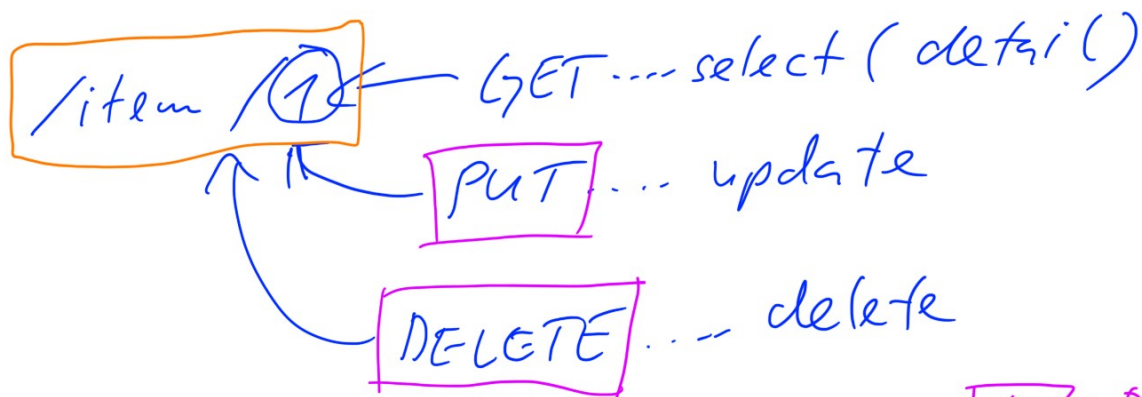 /item /1 GET .... select (detail()
PUT .... update
DELETE ..... delete